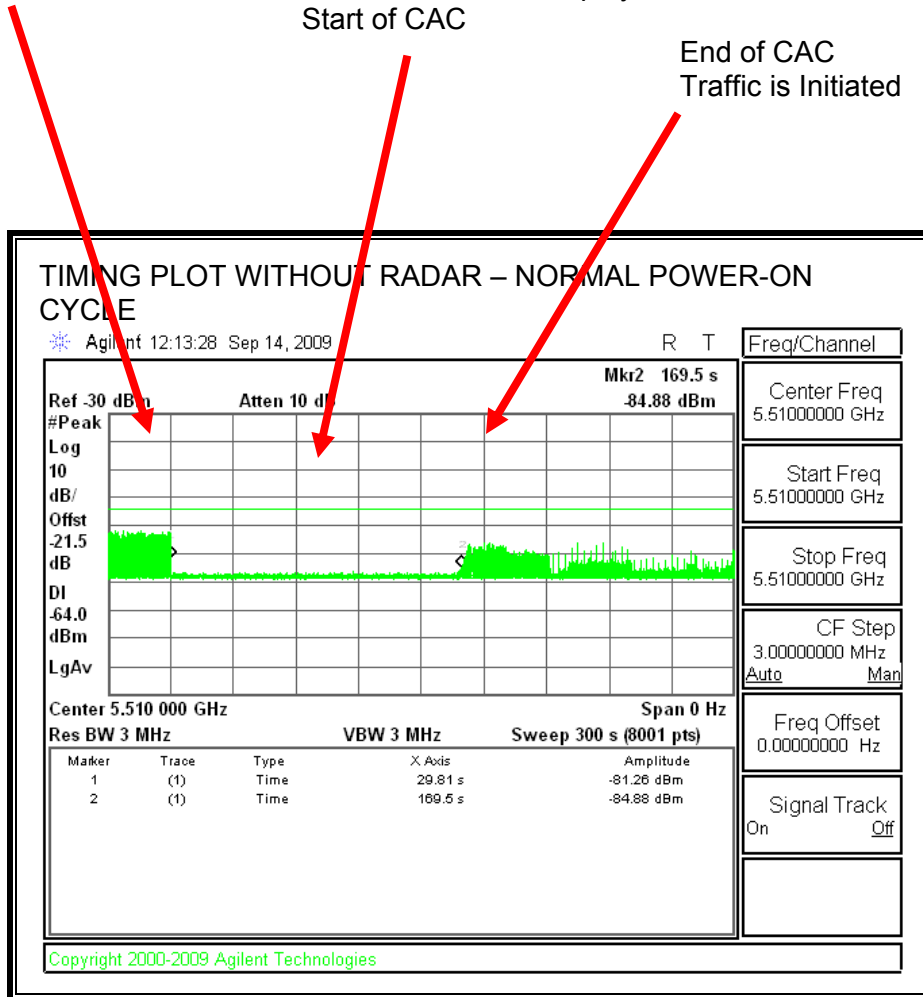 Start of CAC
End of CAC
Traffic is Initiated
TIMING PLOT WITHOUT RADAR – NORMAL POWER-ON
CYCLE
Agilent 12:13:28 Sep 14, 2009
R T
Freq/Channel
Mkr2 169.5 s
Ref -30 dBm
Atten 10 dB
-84.88 dBm
#Peak
Log
10
dB/
Offst
-21.5
dB
DI
-64.0
dBm
LgAv
2
Center 5.510 000 GHz
Span 0 Hz
Res BW 3 MHz
VBW 3 MHz
Sweep 300 s (8001 pts)
Marker Trace Type X Axis Amplitude
1 (1) Time 29.81 s -81.26 dBm
2 (1) Time 169.5 s -84.88 dBm
Center Freq
5.51000000 GHz
Start Freq
5.51000000 GHz
Stop Freq
5.51000000 GHz
CF Step
3.00000000 MHz
Auto Man
Freq Offset
0.00000000 Hz
Signal Track
On Off
Copyright 2000-2009 Agilent Technologies